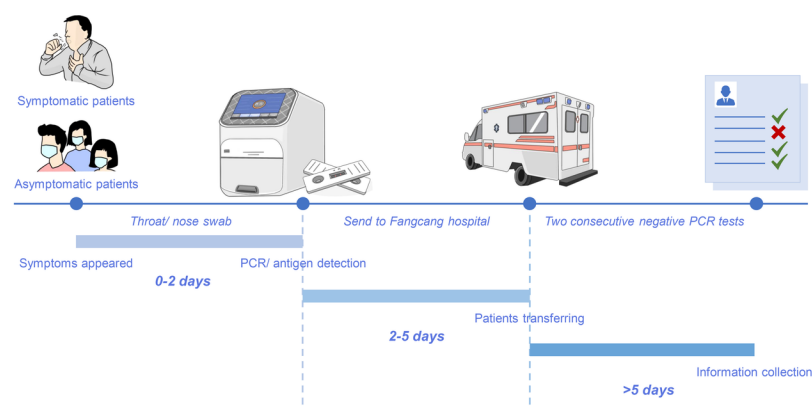 Symptomatic patients
Asymptomatic patients
Throat/ nose swab
Send to Fangcang hospital
Two consecutive negative PCR tests
Symptoms appeared
PCR/ antigen detection
0-2 days
Patients transferring
2-5 days
Information collection
>5 days